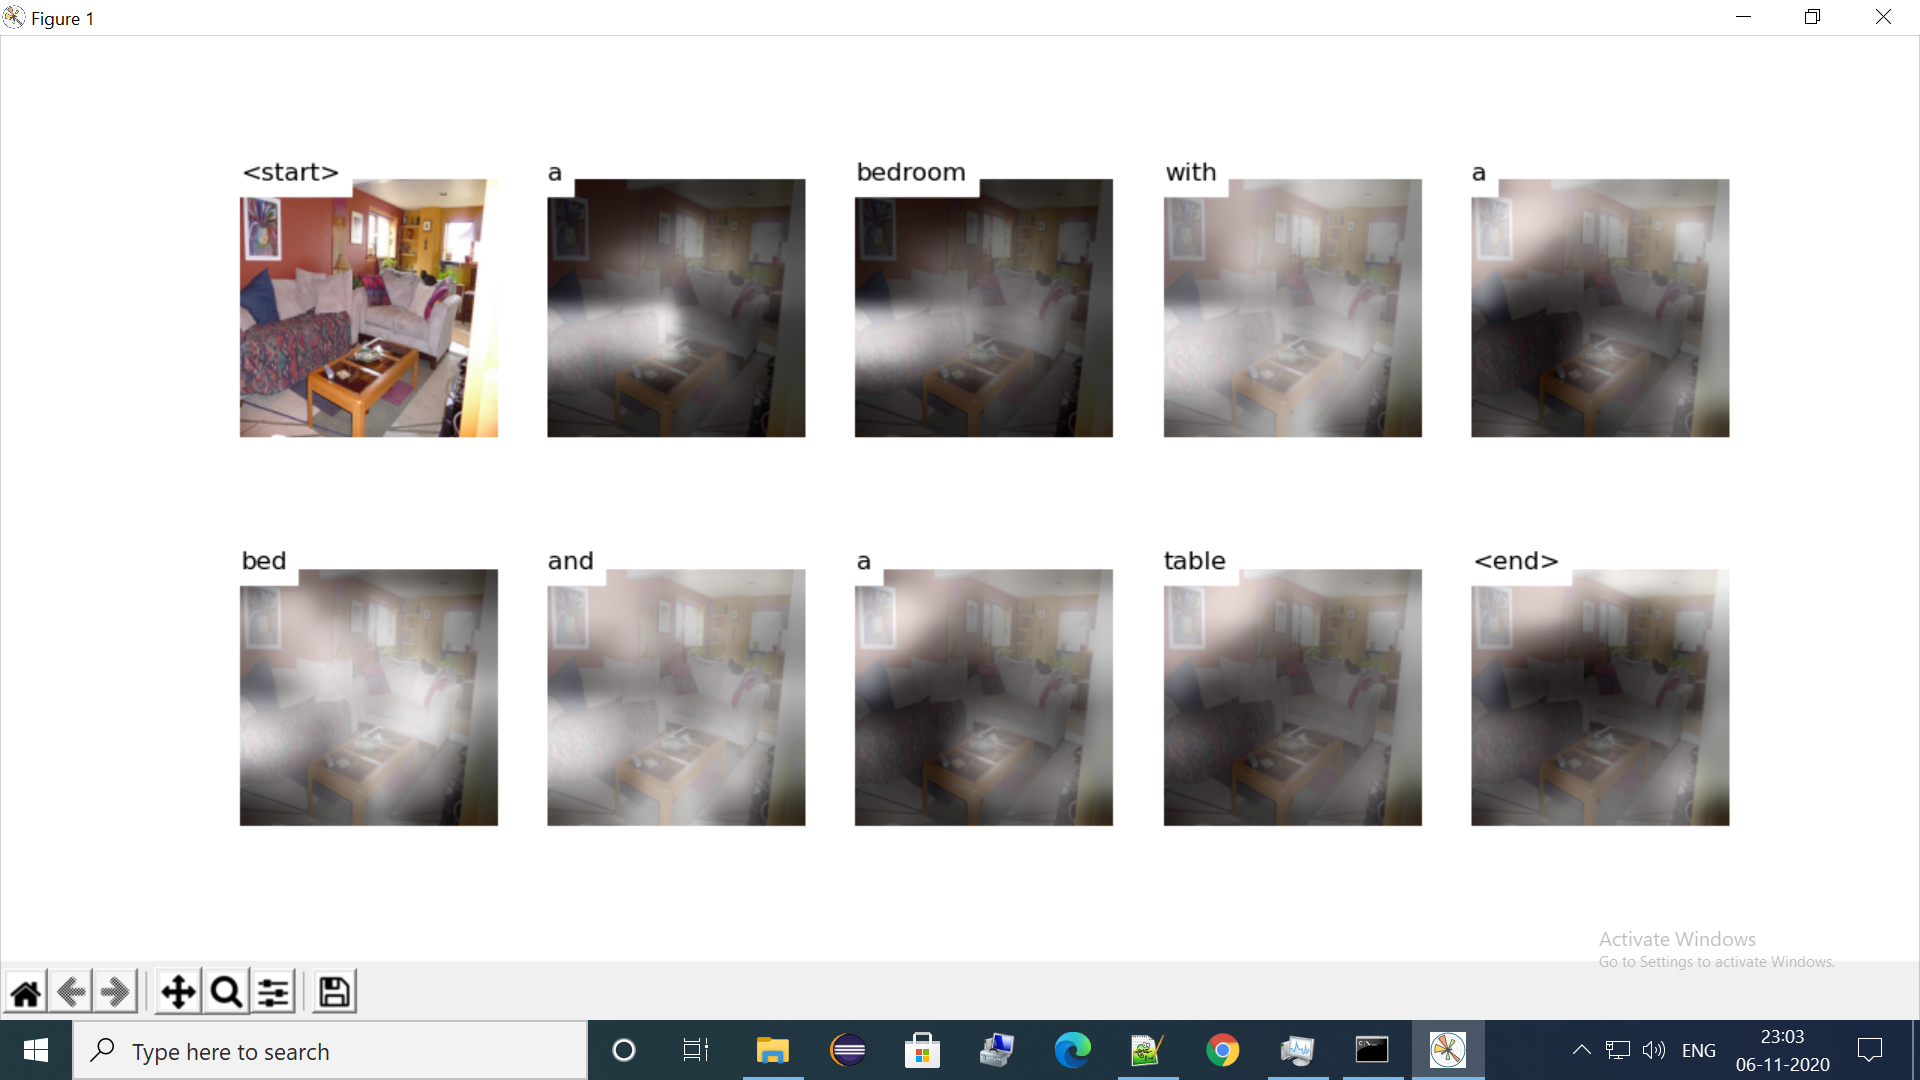 Figure 1
<start>
a
bedroom
with
a
bed
and
a
table
<end>
Activate Windows
Go to Settings to activate Windows.
Type here to search
ENG
23:03
06-11-2020